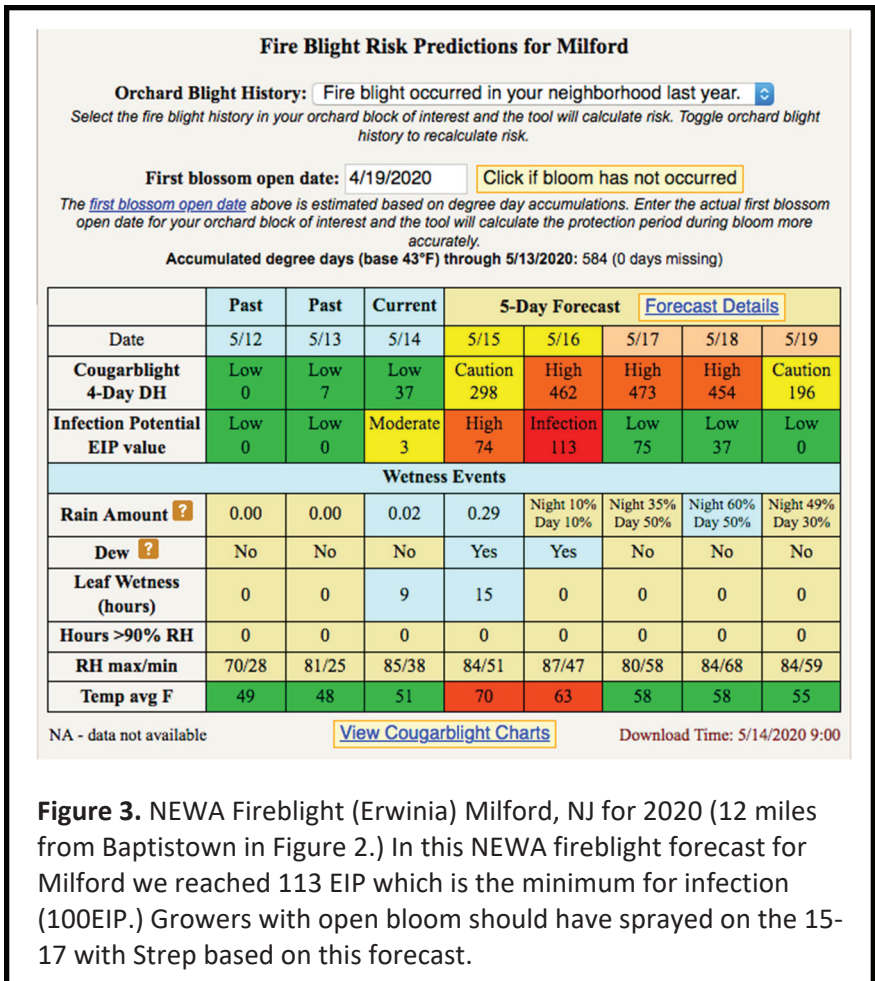 Fire Blight Risk Predictions for Milford
Orchard Blight History: Fire blight occurred in your neighborhood last year.
Select the fire blight history in your orchard block of interest and the tool will calculate risk. Toggle orchard blight
history to recalculate risk.
First blossom open date: 4/19/2020 Click if bloom has not occurred
The first blossom open date above is estimated based on degree day accumulations. Enter the actual first blossom
open date for your orchard block of interest and the tool will calculate the protection period during bloom more
accurately.
Accumulated degree days (base 43°F) through 5/13/2020: 584 (0 days missing)
Past Past Current 5-Day Forecast Forecast Details
Date 5/12 5/13 5/14 5/15 5/16 5/17 5/18 5/19
Cougarblight Low Low Low Caution High High High Caution
4-Day DH 0 7 37 298 462 473 454 196
Infection Potential Low Low Moderate High Infection Low Low Low
EIP value 0 0 3 74 113 75 37 0
Wetness Events
Rain Amount ? 0.00 0.00 0.02 0.29 Night 10% Night 35% Night 60% Night 49%
Day 10% Day 50% Day 50% Day 30%
Dew ? No No No Yes Yes No No No
Leaf Wetness
(hours) 0 0 9 15 0 0 0 0
Hours >90% RH 0 0 0 0 0 0 0 0
RH max/min 70/28 81/25 85/38 84/51 87/47 80/58 84/68 84/59
Temp avg F 49 48 51 70 63 58 58 55
NA - data not available View Cougarblight Charts Download Time: 5/14/2020 9:00
Figure 3. NEWA Fireblight (Erwinia) Milford, NJ for 2020 (12 miles
from Baptistown in Figure 2.) In this NEWA fireblight forecast for
Milford we reached 113 EIP which is the minimum for infection
(100EIP.) Growers with open bloom should have sprayed on the 15-
17 with Strep based on this forecast.